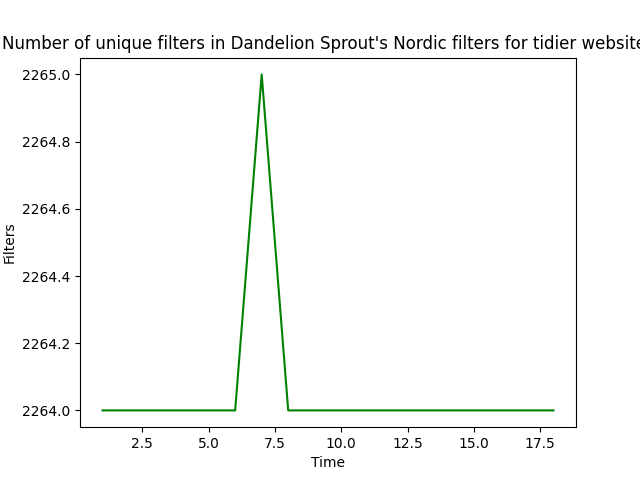 Number of unique filters in Dandelion Sprout's Nordic filters for tidier website
2265.0
2264.8
2264.6
2264.4
2264.2
2264.0
Filters
2.5 5.0 7.5 10.0 12.5 15.0 17.5
Time